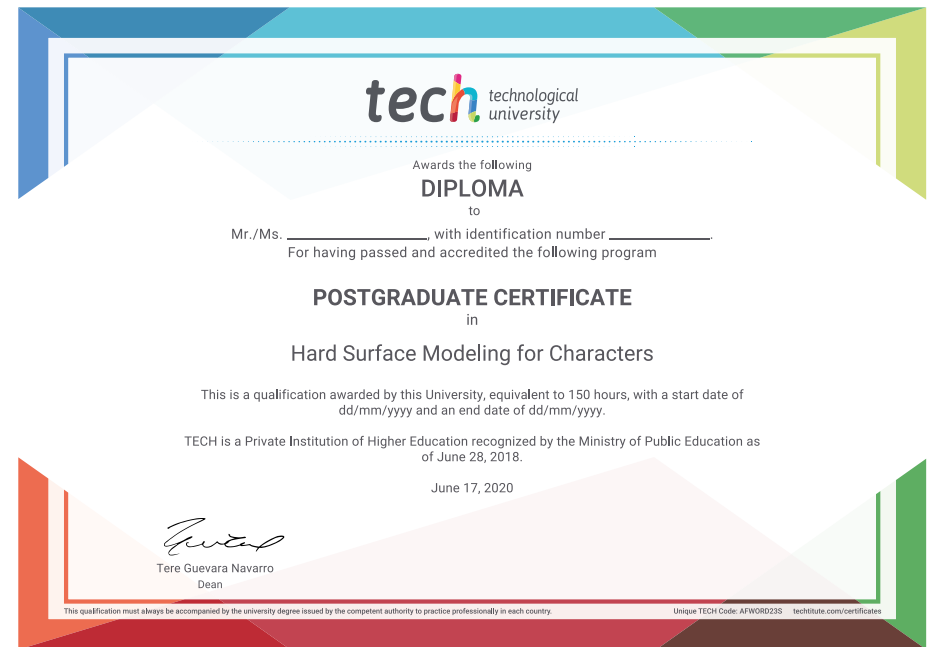 tech technological
university
Awards the following
DIPLOMA
to
Mr./Ms. ____________________, with identification number ______________.
For having passed and accredited the following program
POSTGRADUATE CERTIFICATE
in
Hard Surface Modeling for Characters
This is a qualification awarded by this University, equivalent to 150 hours, with a start date of
dd/mm/yyyy and an end date of dd/mm/yyyy.
TECH is a Private Institution of Higher Education recognized by the Ministry of Public Education as
of June 28, 2018.
June 17, 2020
Tere Guevara Navarro
Dean
This qualification must always be accompanied by the university degree issued by the competent authority to practice professionally in each country.
Unique TECH Code: AFWORD23S techtitute.com/certificates